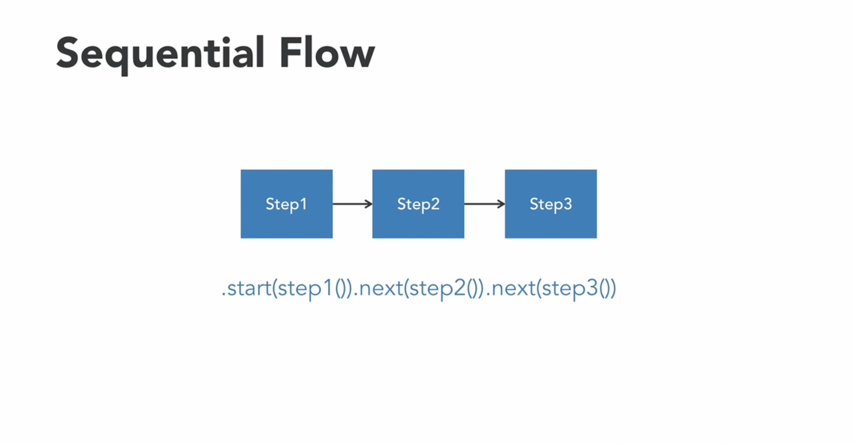 Sequential Flow
Step1 Step2 Step3
.start(step1()).next(step2()).next(step3())